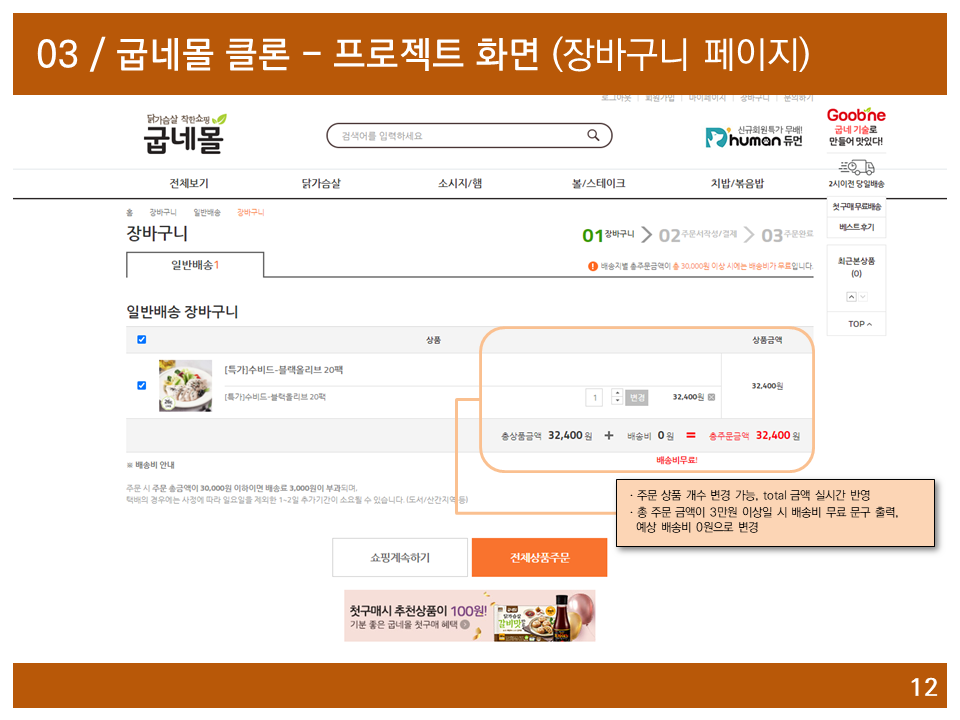 03 / 굽네몰 클론 – 프로젝트 화면 (장바구니 페이지)
로그아웃 | 회원가입 | 마이페이지 | 장바구니 | 문의하기
닭가슴살 착한쇼핑
굽네몰
검색어를 입력하세요
신규회원특가 무배!
human 듀먼
Goobne
굽네 기술로
만들어 맛있다!
2시이전 당일배송
첫구매 무료배송
베스트 후기
최근본상품
(0)
TOP
전체보기
닭가슴살
소시지/햄
볼/스테이크
치밥/볶음밥
홈 장바구니 일반배송 장바구니
장바구니
01 장바구니 02 주문서작성/결제 03 주문완료
일반배송1
배송지별 총주문금액이 총 30,000원 이상 시에는 배송비가 무료입니다.
일반배송 장바구니
상품
상품금액
[특가]수비드-블랙올리브 20팩
[특가]수비드-블랙올리브 20팩
1 변경 32,400원
32,400원
총상품금액 32,400 원 + 배송비 0 원 = 총주문금액 32,400 원
배송비무료!
※ 배송비 안내
주문 시 주문 총금액이 30,000원 이하이면 배송료 3,000원이 부과되며,
택배의 경우에는 사정에 따라 일요일을 제외한 1~2일 추가기간이 소요될 수 있습니다. (도서/산간지역 등)
· 주문 상품 개수 변경 가능, total 금액 실시간 반영
· 총 주문 금액이 3만원 이상일 시 배송비 무료 문구 출력,
예상 배송비 0원으로 변경
쇼핑계속하기
전체상품주문
첫구매시 추천상품이 100원!
기분 좋은 굽네몰 첫구매 혜택
닭가슴살
갈비맛
12